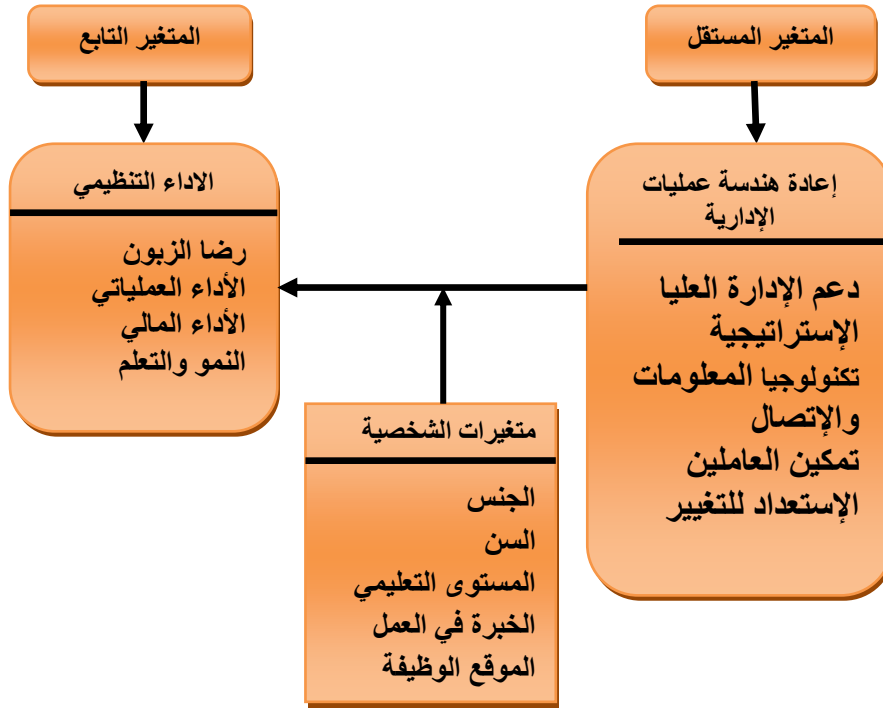 المتغير المستقل
المتغير التابع
إعادة هندسة عمليات
الإدارية
دعم الإدارة العليا
الإستراتيجية
تكنولوجيا المعلومات
والإتصال
تمكين العاملين
الإستعداد للتغيير
الاداء التنظيمي
رضا الزبون
الأداء العملياتي
الأداء المالي
النمو والتعلم
متغيرات الشخصية
الجنس
السن
المستوى التعليمي
الخبرة في العمل
الموقع الوظيفة